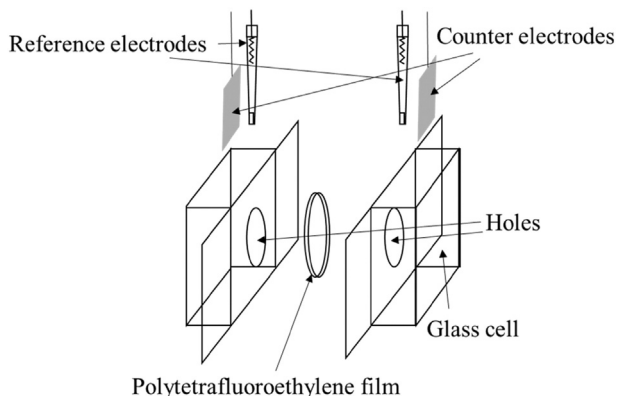 Reference electrodes
Counter electrodes
Holes
Glass cell
Polytetrafluoroethylene film